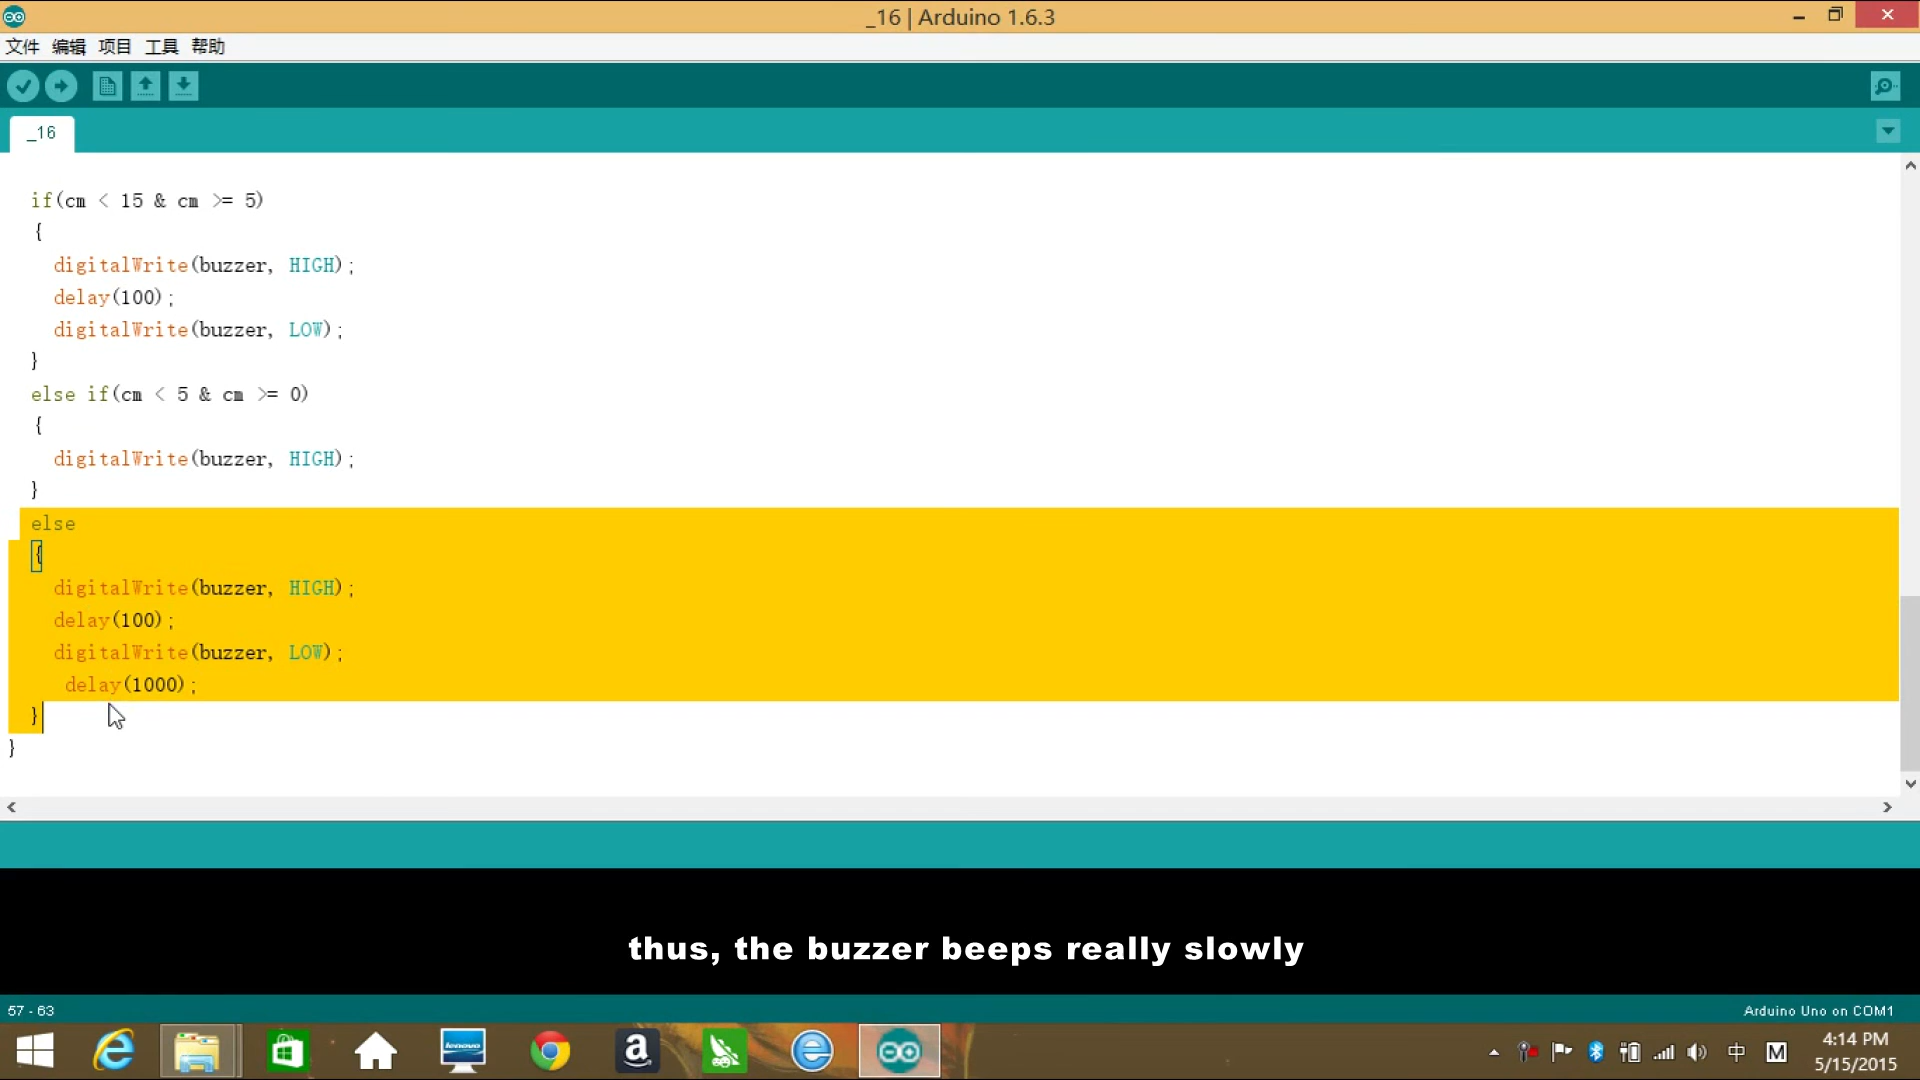 _16 | Arduino 1.6.3
文件 编辑 项目 工具 帮助
_16
if(cm < 15 & cm >= 5)
{
digitalWrite(buzzer, HIGH);
delay(100);
digitalWrite(buzzer, LOW);
}
else if(cm < 5 & cm >= 0)
{
digitalWrite(buzzer, HIGH);
}
else
{
digitalWrite(buzzer, HIGH);
delay(100);
digitalWrite(buzzer, LOW);
delay(1000);
}
}
thus, the buzzer beeps really slowly
57 - 63
Arduino Uno on COM1
lenovo
a
中
M
4:14 PM
5/15/2015